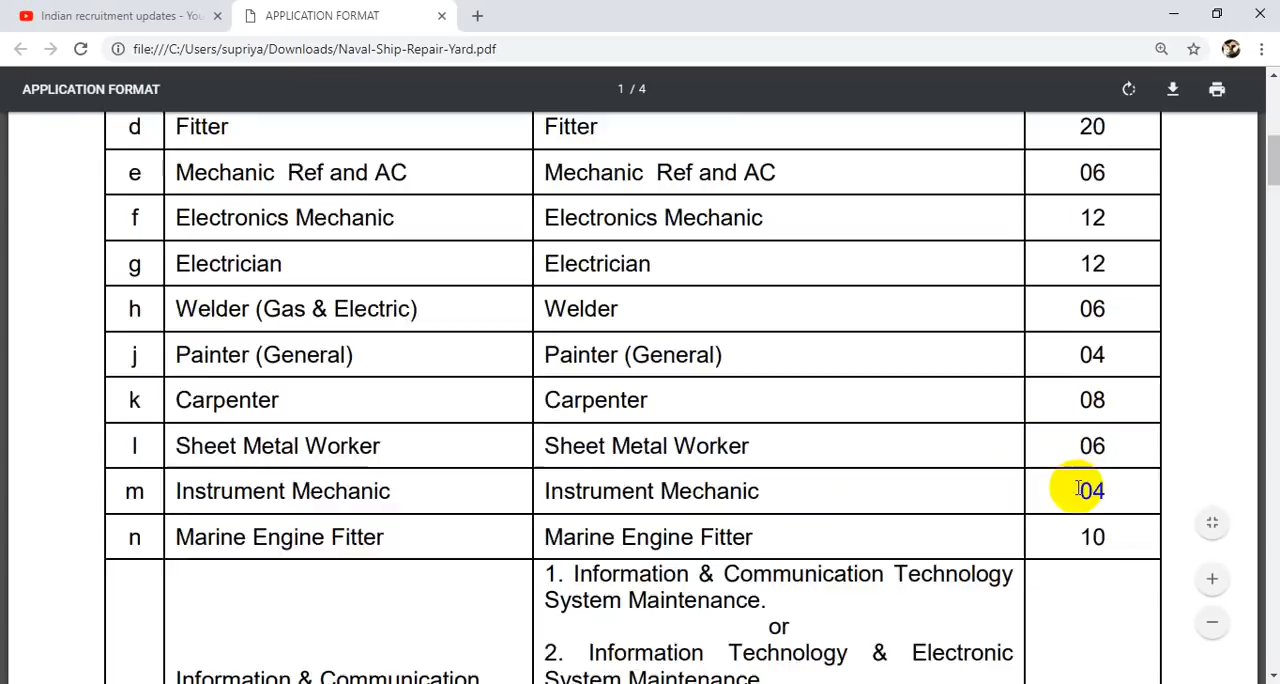 Indian recruitment updates - You
APPLICATION FORMAT
file:///C:/Users/supriya/Downloads/Naval-Ship-Repair-Yard.pdf
APPLICATION FORMAT 1 / 4
d Fitter Fitter 20
e Mechanic Ref and AC Mechanic Ref and AC 06
f Electronics Mechanic Electronics Mechanic 12
g Electrician Electrician 12
h Welder (Gas & Electric) Welder 06
j Painter (General) Painter (General) 04
k Carpenter Carpenter 08
l Sheet Metal Worker Sheet Metal Worker 06
m Instrument Mechanic Instrument Mechanic 04
n Marine Engine Fitter Marine Engine Fitter 10
1. Information & Communication Technology
System Maintenance.
or
2. Information Technology & Electronic
Information & Communication System Maintenance.